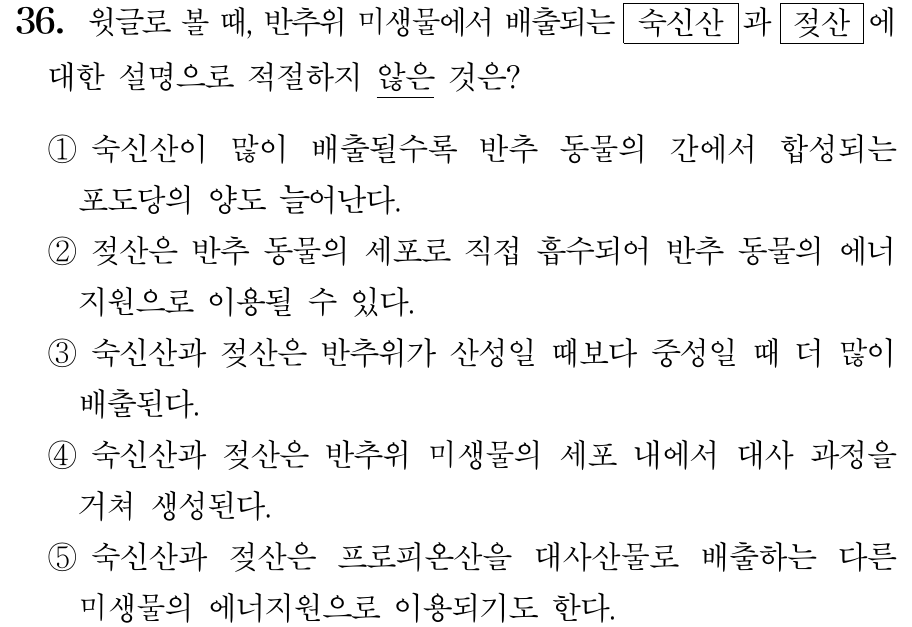 36. 윗글로 볼 때, 반추위 미생물에서 배출되는 숙신산 과 젖산 에
대한 설명으로 적절하지 않은 것은?
① 숙신산이 많이 배출될수록 반추 동물의 간에서 합성되는
포도당의 양도 늘어난다.
② 젖산은 반추 동물의 세포로 직접 흡수되어 반추 동물의 에너
지원으로 이용될 수 있다.
③ 숙신산과 젖산은 반추위가 산성일 때보다 중성일 때 더 많이
배출된다.
④ 숙신산과 젖산은 반추위 미생물의 세포 내에서 대사 과정을
거쳐 생성된다.
⑤ 숙신산과 젖산은 프로피온산을 대사산물로 배출하는 다른
미생물의 에너지원으로 이용되기도 한다.